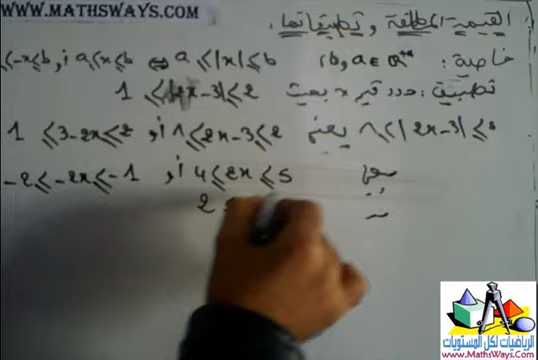 WWW.MATHSWAYS.COM
القيمة المطلقة وتطبيقاتها.
خاصية: b, a ∈ ℝ*⁺ a ≤ |x| ≤ b ⇔ a ≤ x ≤ b أو ≤ -x ≤ b
تطبيق: حدد قيم x بحيث 1 ≤ |2x-3| ≤ 2
1 ≤ |2x-3| ≤ يعني 1 ≤ 2x-3 ≤ 2 أو 1 ≤ 3-2x ≤ 2
يعني 4 ≤ 2x ≤ 5 أو -2 ≤ -2x ≤ -1
2
الرياضيات لكل المستويات
www.MathsWays.Com